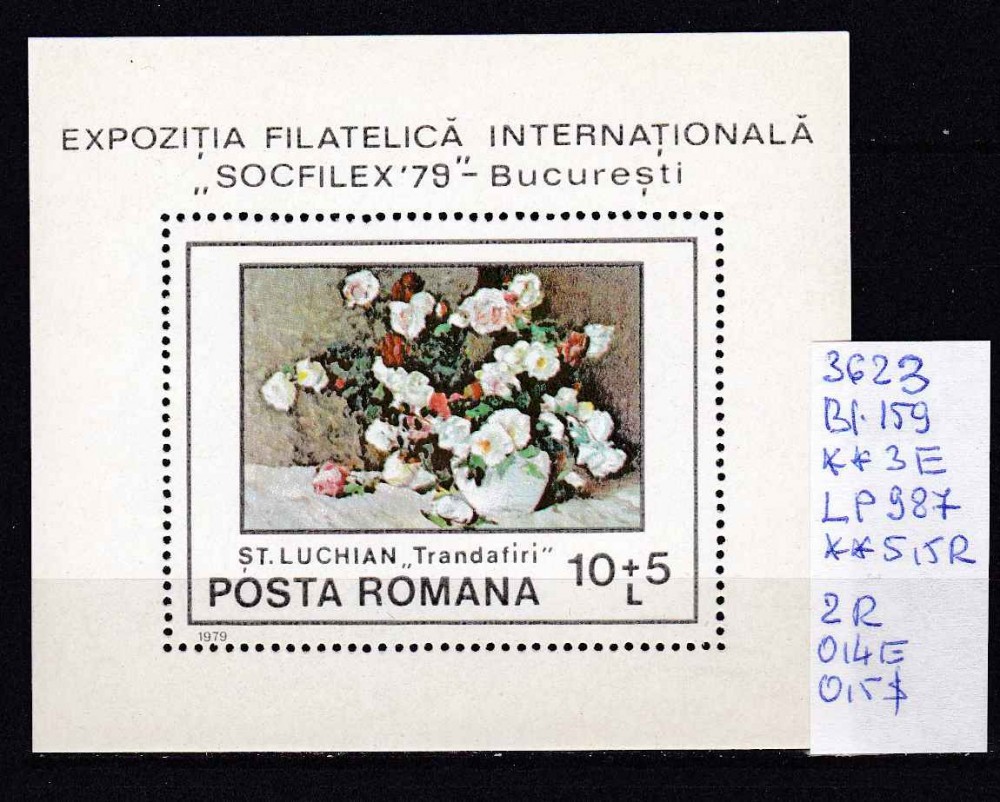 EXPOZIȚIA FILATELICĂ INTERNAȚIONALĂ
„SOCFILEX '79” - București
ȘT. LUCHIAN „Trandafiri”
POSTA ROMANA 10+5
L
1979
3623
Bl. 159
**3E
LP 987
**5,5R
2R
0,4E
0,5$